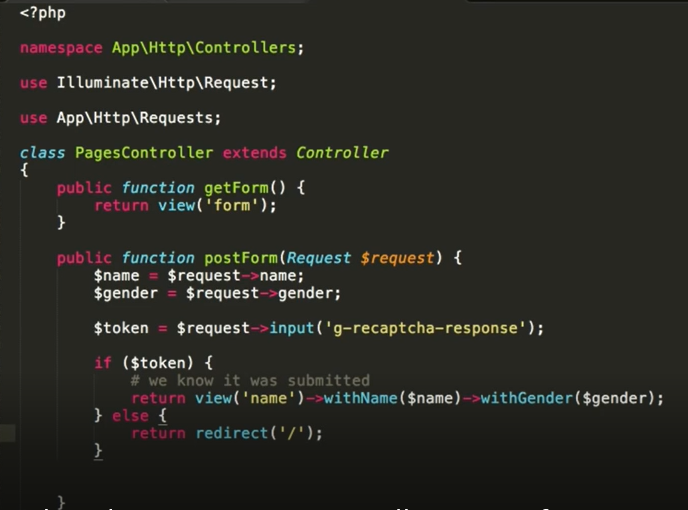 <?php
namespace App\Http\Controllers;
use Illuminate\Http\Request;
use App\Http\Requests;
class PagesController extends Controller
{
public function getForm() {
return view('form');
}
public function postForm(Request $request) {
$name = $request->name;
$gender = $request->gender;
$token = $request->input('g-recaptcha-response');
if ($token) {
# we know it was submitted
return view('name')->withName($name)->withGender($gender);
} else {
return redirect('/');
}
}